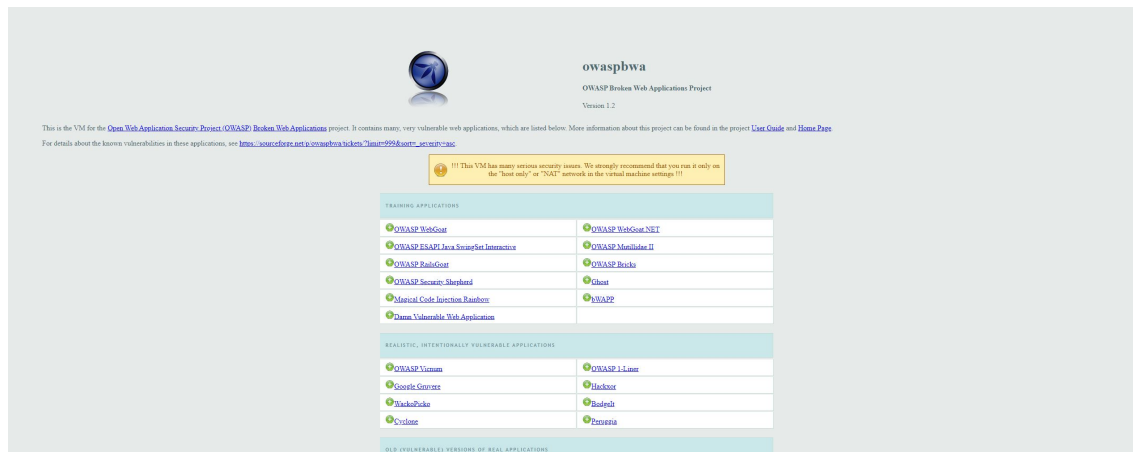 owaspbwa
OWASP Broken Web Applications Project
Version 1.2
This is the VM for the Open Web Application Security Project (OWASP) Broken Web Applications project. It contains many, very vulnerable web applications, which are listed below. More information about this project can be found in the project User Guide and Home Page.
For details about the known vulnerabilities in these applications, see https://sourceforge.net/p/owaspbwa/tickets/?limit=999&sort=_severity+asc.
!!! This VM has many serious security issues. We strongly recommend that you run it only on
the "host only" or "NAT" network in the virtual machine settings !!!
TRAINING APPLICATIONS
OWASP WebGoat
OWASP WebGoat.NET
OWASP ESAPI Java SwingSet Interactive
OWASP Mutillidae II
OWASP RailsGoat
OWASP Bricks
OWASP Security Shepherd
Ghost
Magical Code Injection Rainbow
bWAPP
Damn Vulnerable Web Application
REALISTIC, INTENTIONALLY VULNERABLE APPLICATIONS
OWASP Vicnum
OWASP 1-Liner
Google Gruyere
Hackxor
WackoPicko
BodgeIt
Cyclone
Peruggia
OLD (VULNERABLE) VERSIONS OF REAL APPLICATIONS